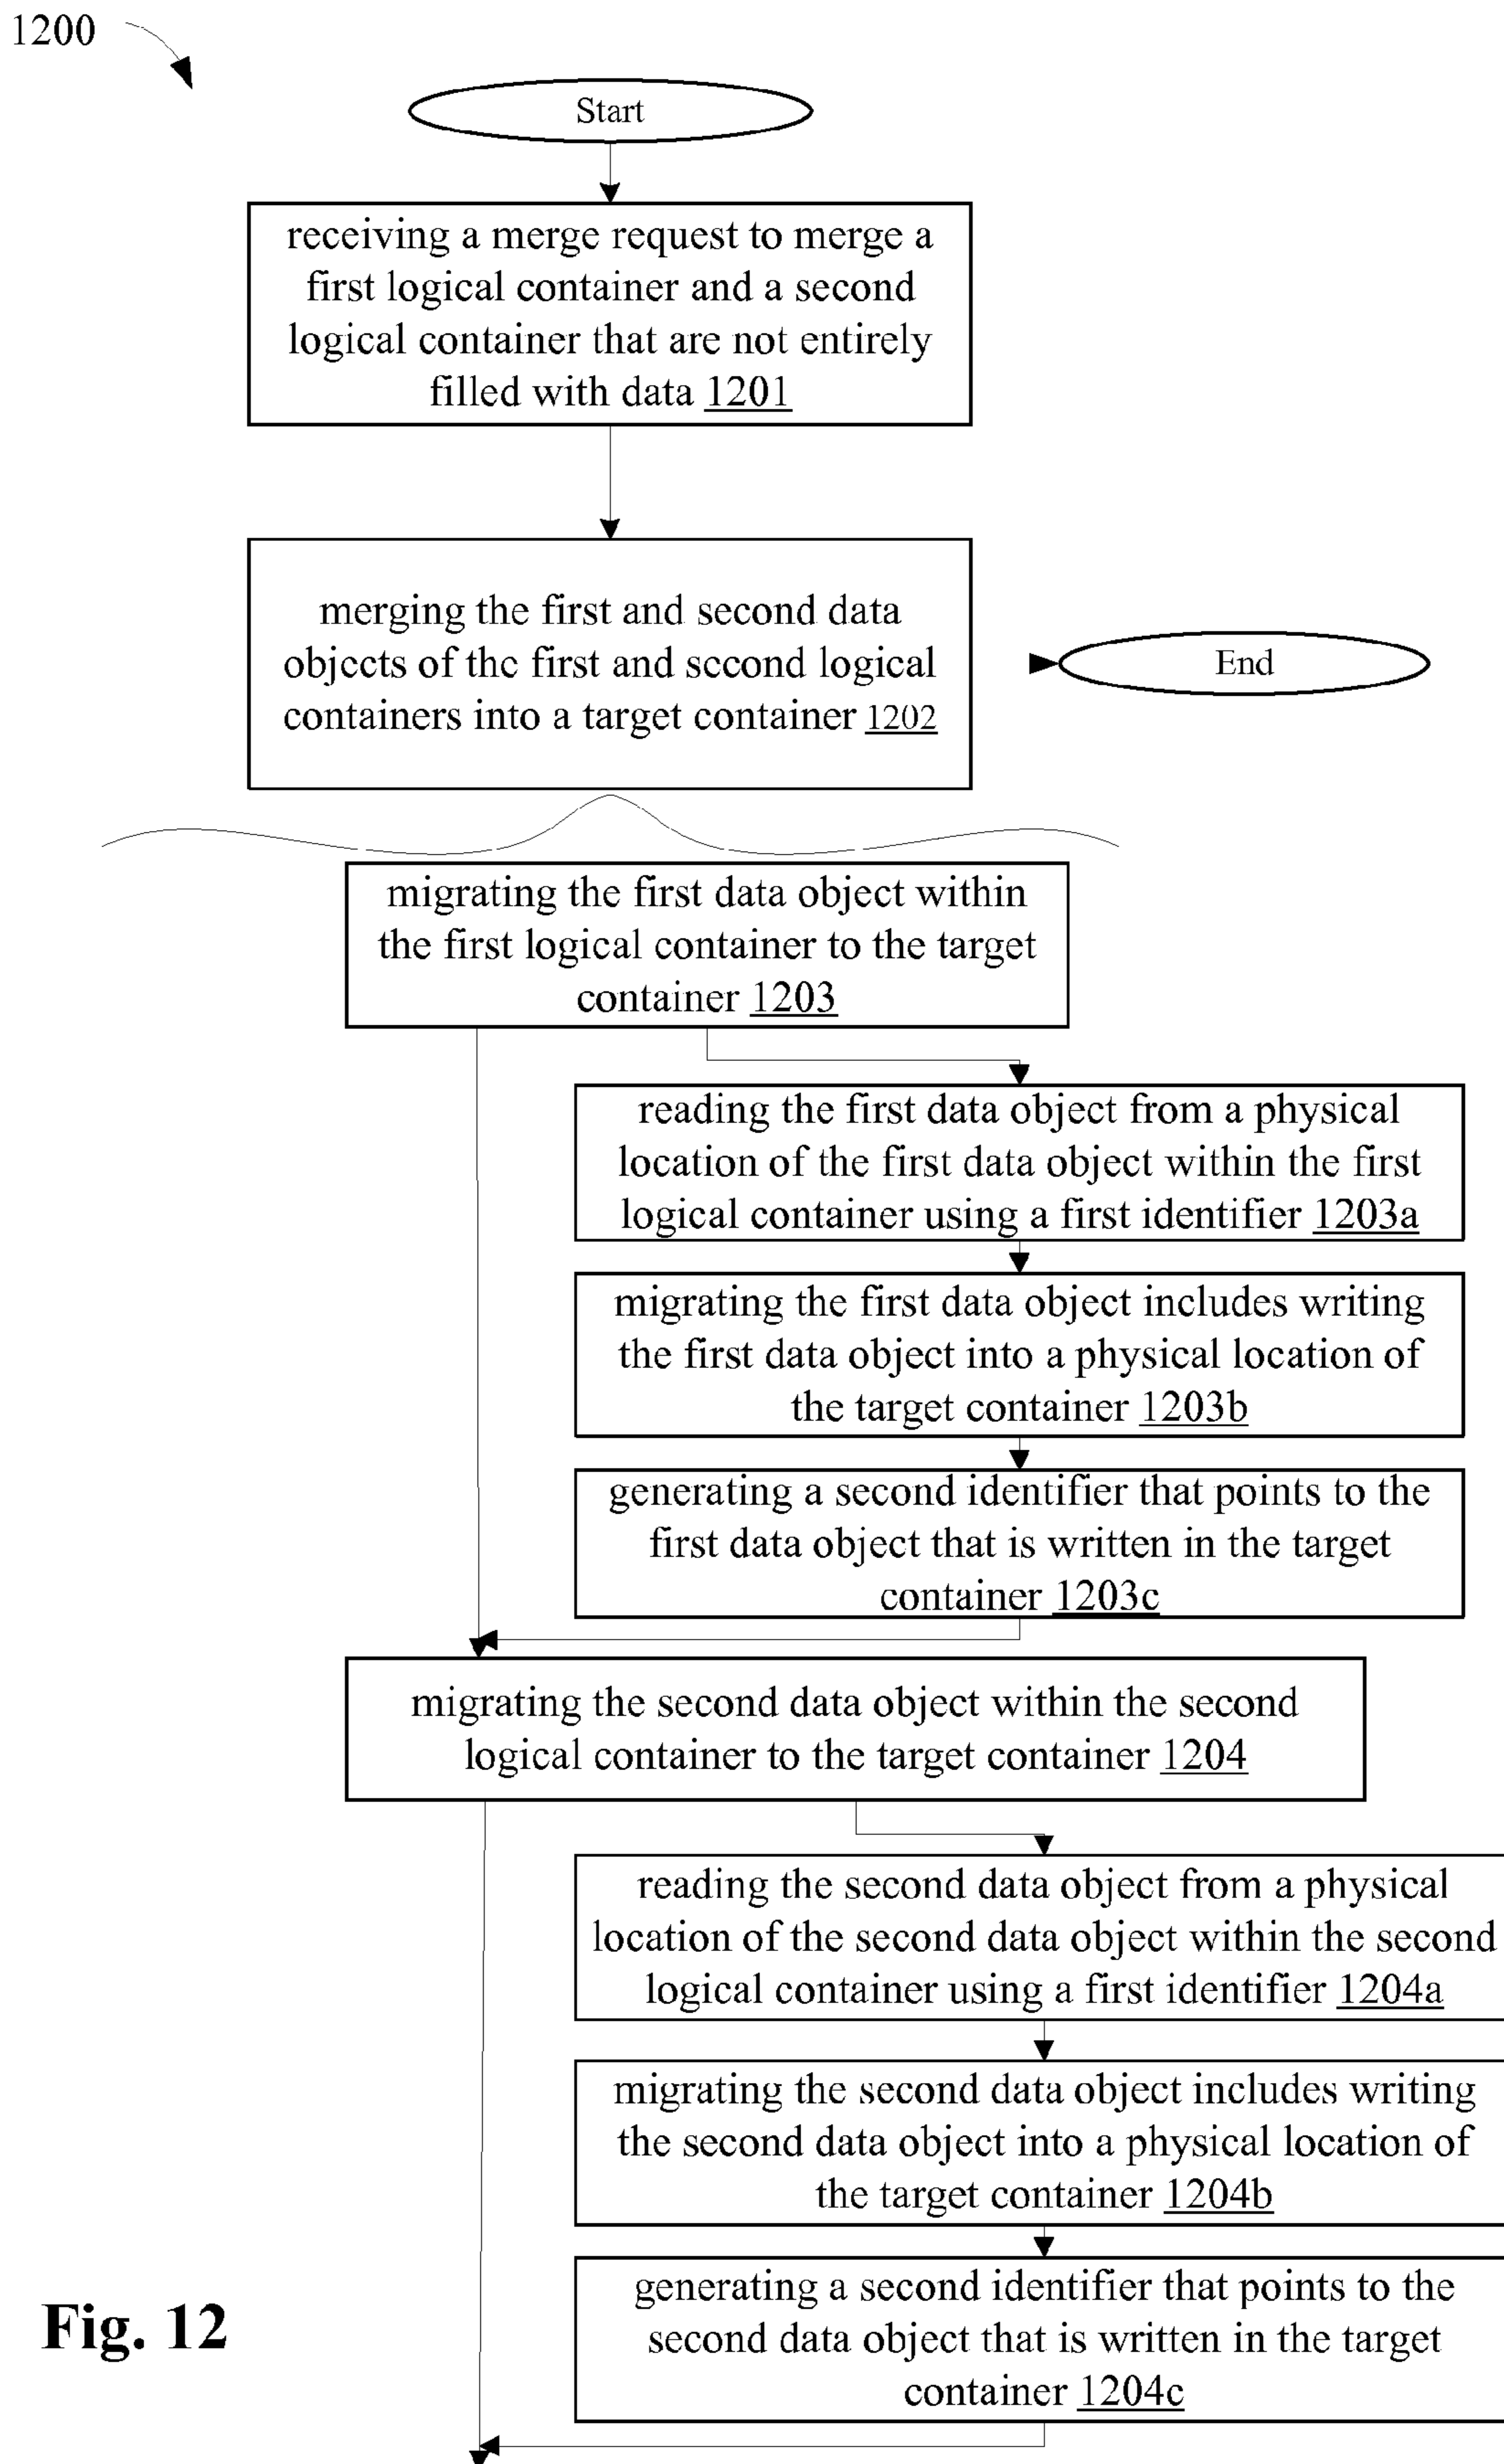 1200
Start
receiving a merge request to merge a
first logical container and a second
logical container that are not entirely
filled with data 1201
merging the first and second data
objects of the first and second logical
containers into a target container 1202
End
migrating the first data object within
the first logical container to the target
container 1203
reading the first data object from a physical
location of the first data object within the first
logical container using a first identifier 1203a
migrating the first data object includes writing
the first data object into a physical location of
the target container 1203b
generating a second identifier that points to the
first data object that is written in the target
container 1203c
migrating the second data object within the second
logical container to the target container 1204
reading the second data object from a physical
location of the second data object within the second
logical container using a first identifier 1204a
migrating the second data object includes writing
the second data object into a physical location of
the target container 1204b
generating a second identifier that points to the
second data object that is written in the target
container 1204c
Fig. 12